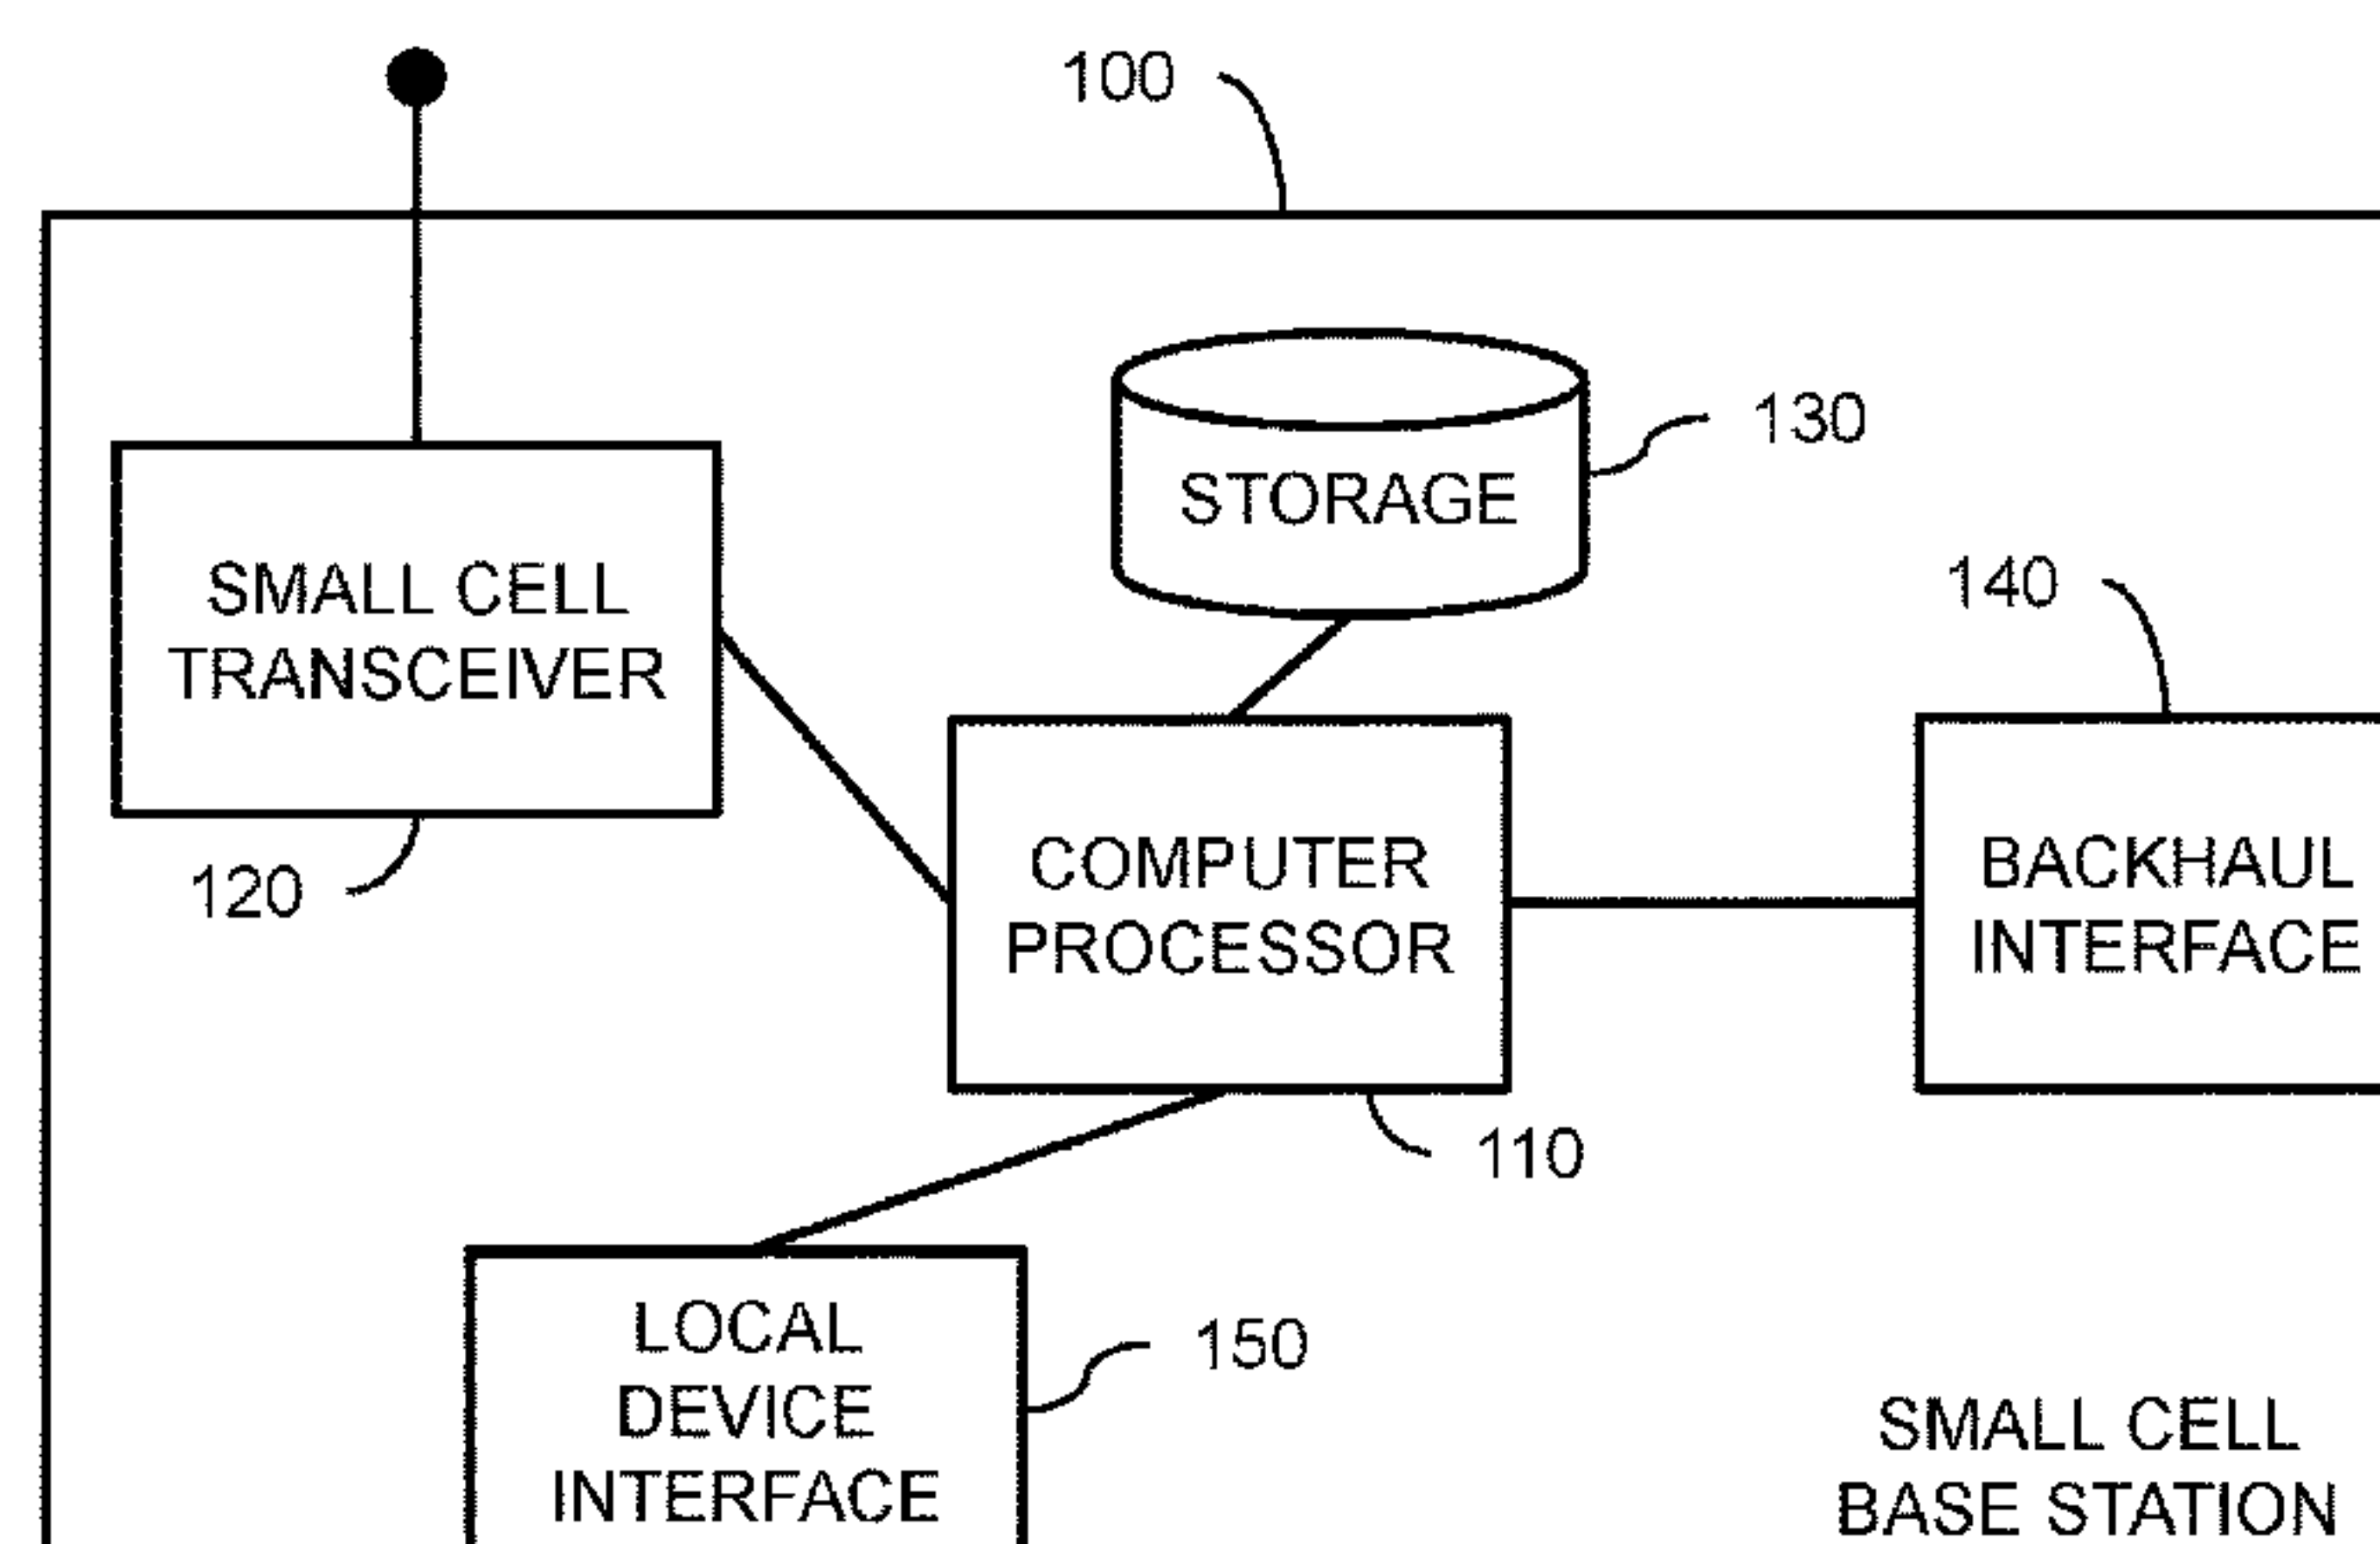 100
STORAGE
130
SMALL CELL
TRANSCEIVER
140
120
COMPUTER
PROCESSOR
BACKHAUL
INTERFACE
110
LOCAL
DEVICE
INTERFACE
150
SMALL CELL
BASE STATION